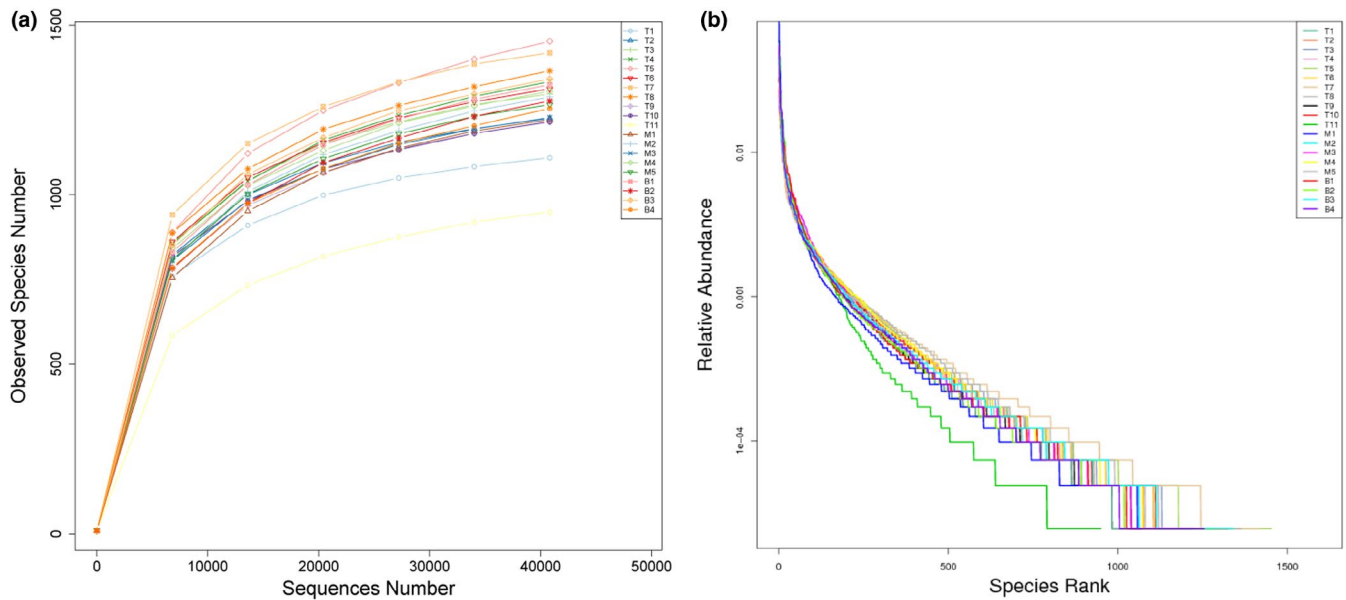 (a)
Observed Species Number
1500
1000
500
0
0
10000
20000
30000
40000
50000
Sequences Number
T1
T2
T3
T4
T5
T6
T7
T8
T9
T10
T11
M1
M2
M3
M4
M5
B1
B2
B3
B4
(b)
Relative Abundance
0.01
0.001
1e-04
0
500
1000
1500
Species Rank
T1
T2
T3
T4
T5
T6
T7
T8
T9
T10
T11
M1
M2
M3
M4
M5
B1
B2
B3
B4